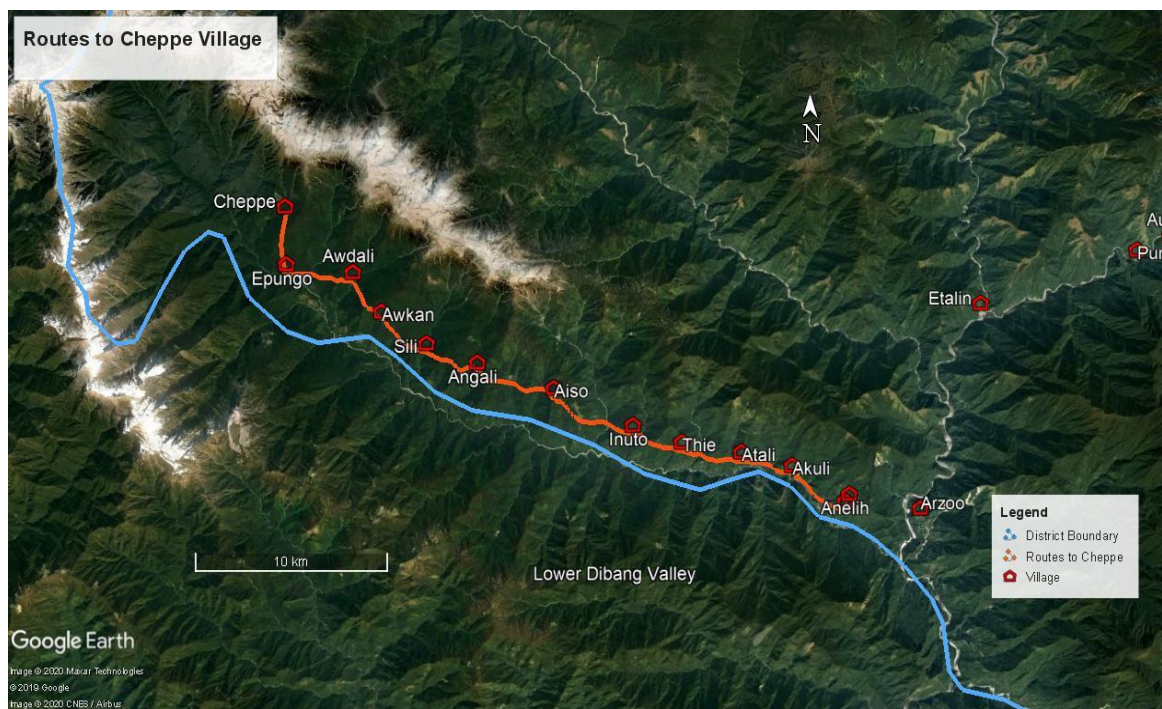 Routes to Cheppe Village
N
Cheppe
Awdali
Epungo
Awkan
Sili
Angali
Aiso
Inuto
Thie
Atali
Akuli
Anelih
Arzoo
Etalin
Au
Pur
Lower Dibang Valley
10 km
Legend
District Boundary
Routes to Cheppe
Village
Google Earth
Image © 2020 Maxar Technologies
© 2019 Google
Image © 2020 CNES / Airbus